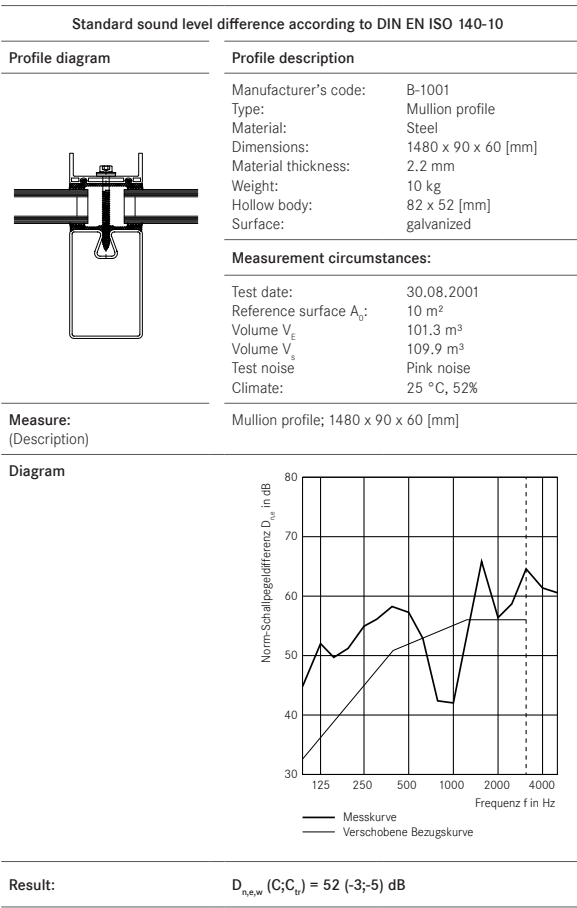 Standard sound level difference according to DIN EN ISO 140-10
Profile diagram
Profile description
Manufacturer's code: B-1001
Type: Mullion profile
Material: Steel
Dimensions: 1480 x 90 x 60 [mm]
Material thickness: 2.2 mm
Weight: 10 kg
Hollow body: 82 x 52 [mm]
Surface: galvanized
Measurement circumstances:
Test date: 30.08.2001
Reference surface A0: 10 m²
Volume VE 101.3 m³
Volume Vs 109.9 m³
Test noise Pink noise
Climate: 25 °C, 52%
Measure: Mullion profile; 1480 x 90 x 60 [mm]
(Description)
Diagram
Norm-Schallpegeldifferenz Dn,e in dB
80
70
60
50
40
30
125 250 500 1000 2000 4000
Frequenz f in Hz
Messkurve
Verschobene Bezugskurve
Result: Dn,e,w (C;Ctr) = 52 (-3;-5) dB